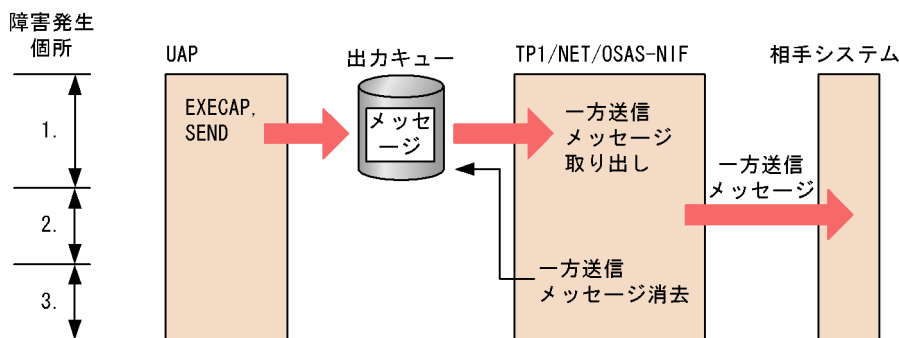 障害発生
個所
UAP
出力キュー
TP1/NET/OSAS-NIF
相手システム
1.
EXECAP,
SEND
メッセ
ージ
一方送信
メッセージ
取り出し
一方送信
メッセージ
2.
3.
一方送信
メッセージ消去